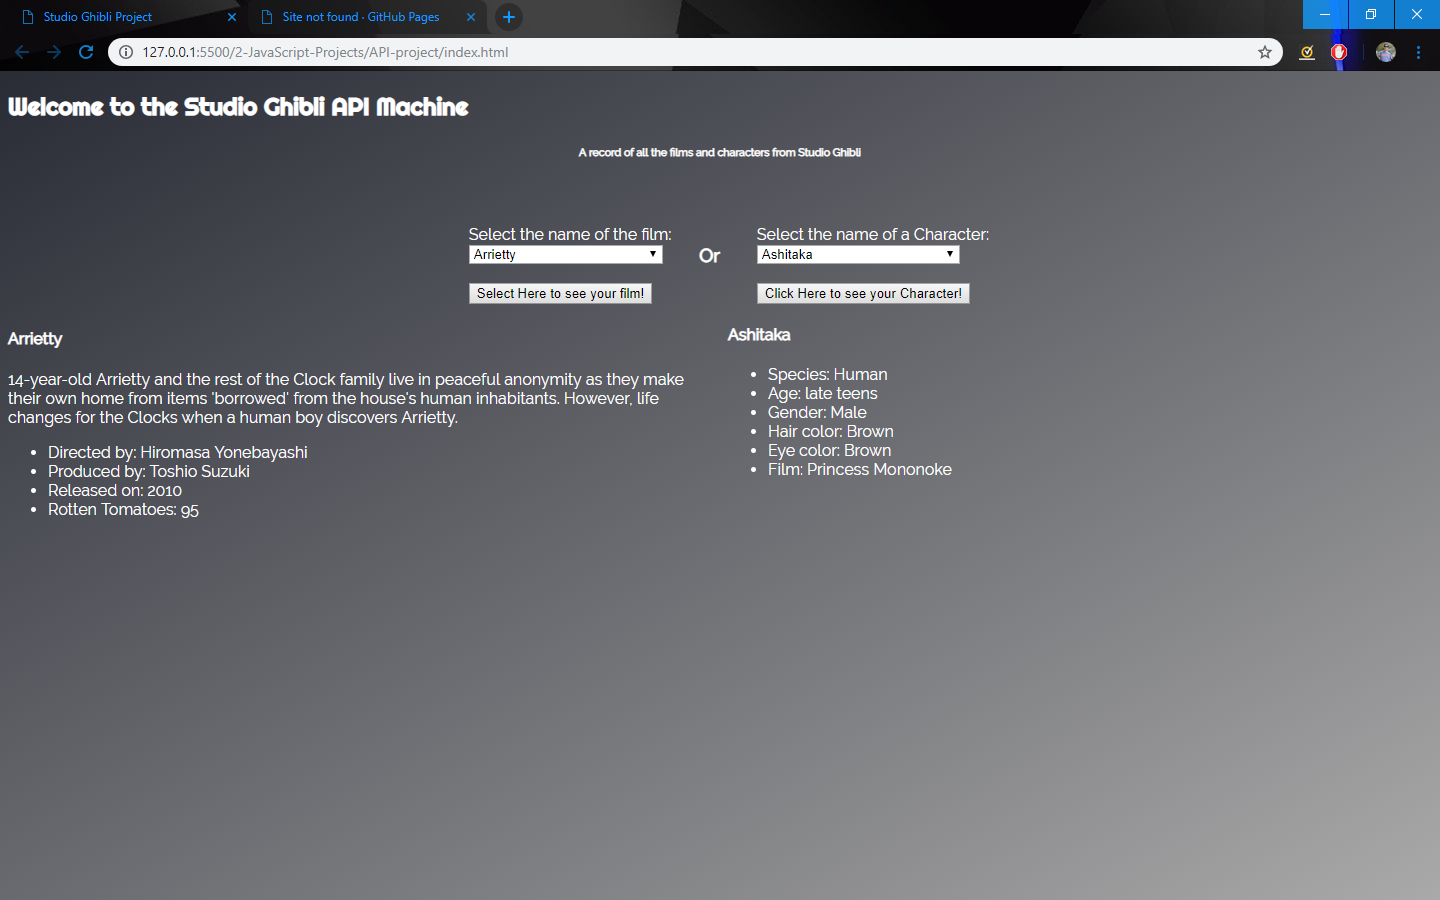 Studio Ghibli Project
Site not found · GitHub Pages
127.0.0.1:5500/2-JavaScript-Projects/API-project/index.html
Welcome to the Studio Ghibli API Machine
A record of all the films and characters from Studio Ghibli
Select the name of the film:
Arrietty
Select Here to see your film!
Or
Select the name of a Character:
Ashitaka
Click Here to see your Character!
Arrietty
14-year-old Arrietty and the rest of the Clock family live in peaceful anonymity as they make
their own home from items 'borrowed' from the house's human inhabitants. However, life
changes for the Clocks when a human boy discovers Arrietty.
Directed by: Hiromasa Yonebayashi
Produced by: Toshio Suzuki
Released on: 2010
Rotten Tomatoes: 95
Ashitaka
Species: Human
Age: late teens
Gender: Male
Hair color: Brown
Eye color: Brown
Film: Princess Mononoke